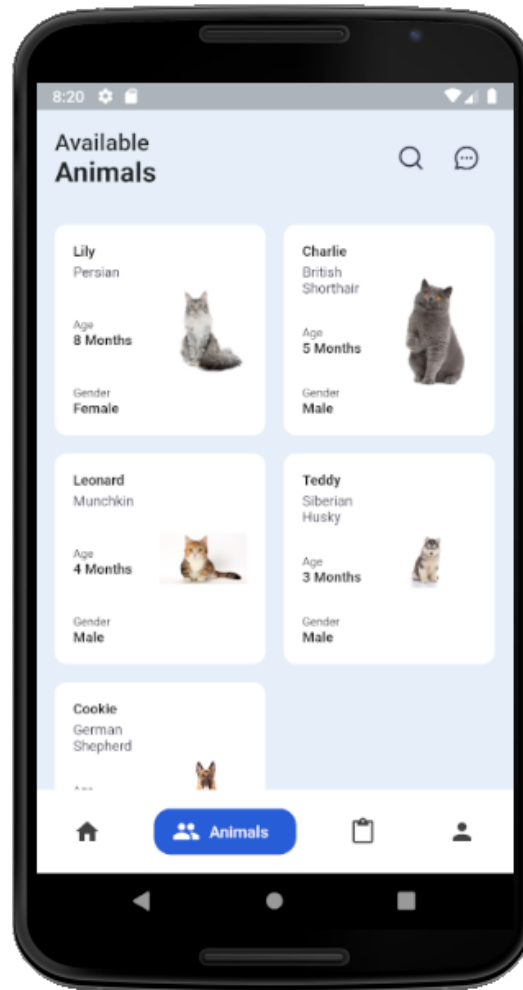 8:20
Available
Animals
Lily
Persian
Age
8 Months
Gender
Female
Charlie
British
Shorthair
Age
5 Months
Gender
Male
Leonard
Munchkin
Age
4 Months
Gender
Male
Teddy
Siberian
Husky
Age
3 Months
Gender
Male
Cookie
German
Shepherd
Age
Animals